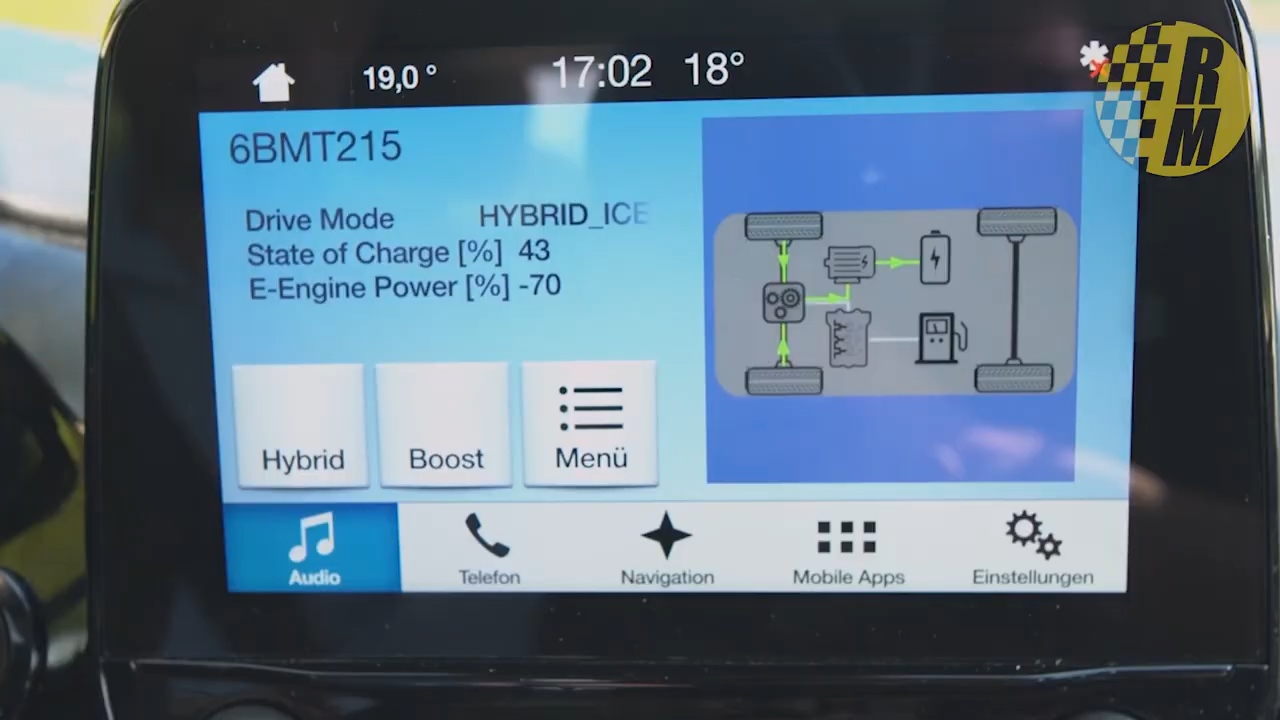 19,0 ° 17:02 18°
6BMT215
Drive Mode HYBRID_ICE
State of Charge [%] 43
E-Engine Power [%] -70
Hybrid Boost Menü
Audio Telefon Navigation Mobile Apps Einstellungen
RM